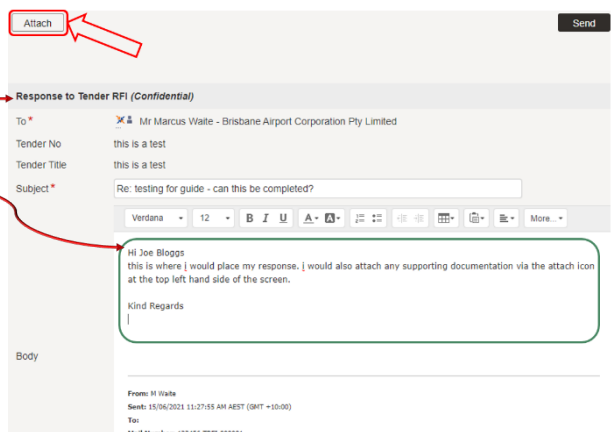 Attach
Send
Response to Tender RFI (Confidential)
To * Mr Marcus Waite - Brisbane Airport Corporation Pty Limited
Tender No this is a test
Tender Title this is a test
Subject * Re: testing for guide - can this be completed?
Verdana 12 B I U A A More...
Hi Joe Bloggs
this is where i would place my response. i would also attach any supporting documentation via the attach icon
at the top left hand side of the screen.
Kind Regards
Body
From: M Waite
Sent: 15/06/2021 11:27:55 AM AEST (GMT +10:00)
To: